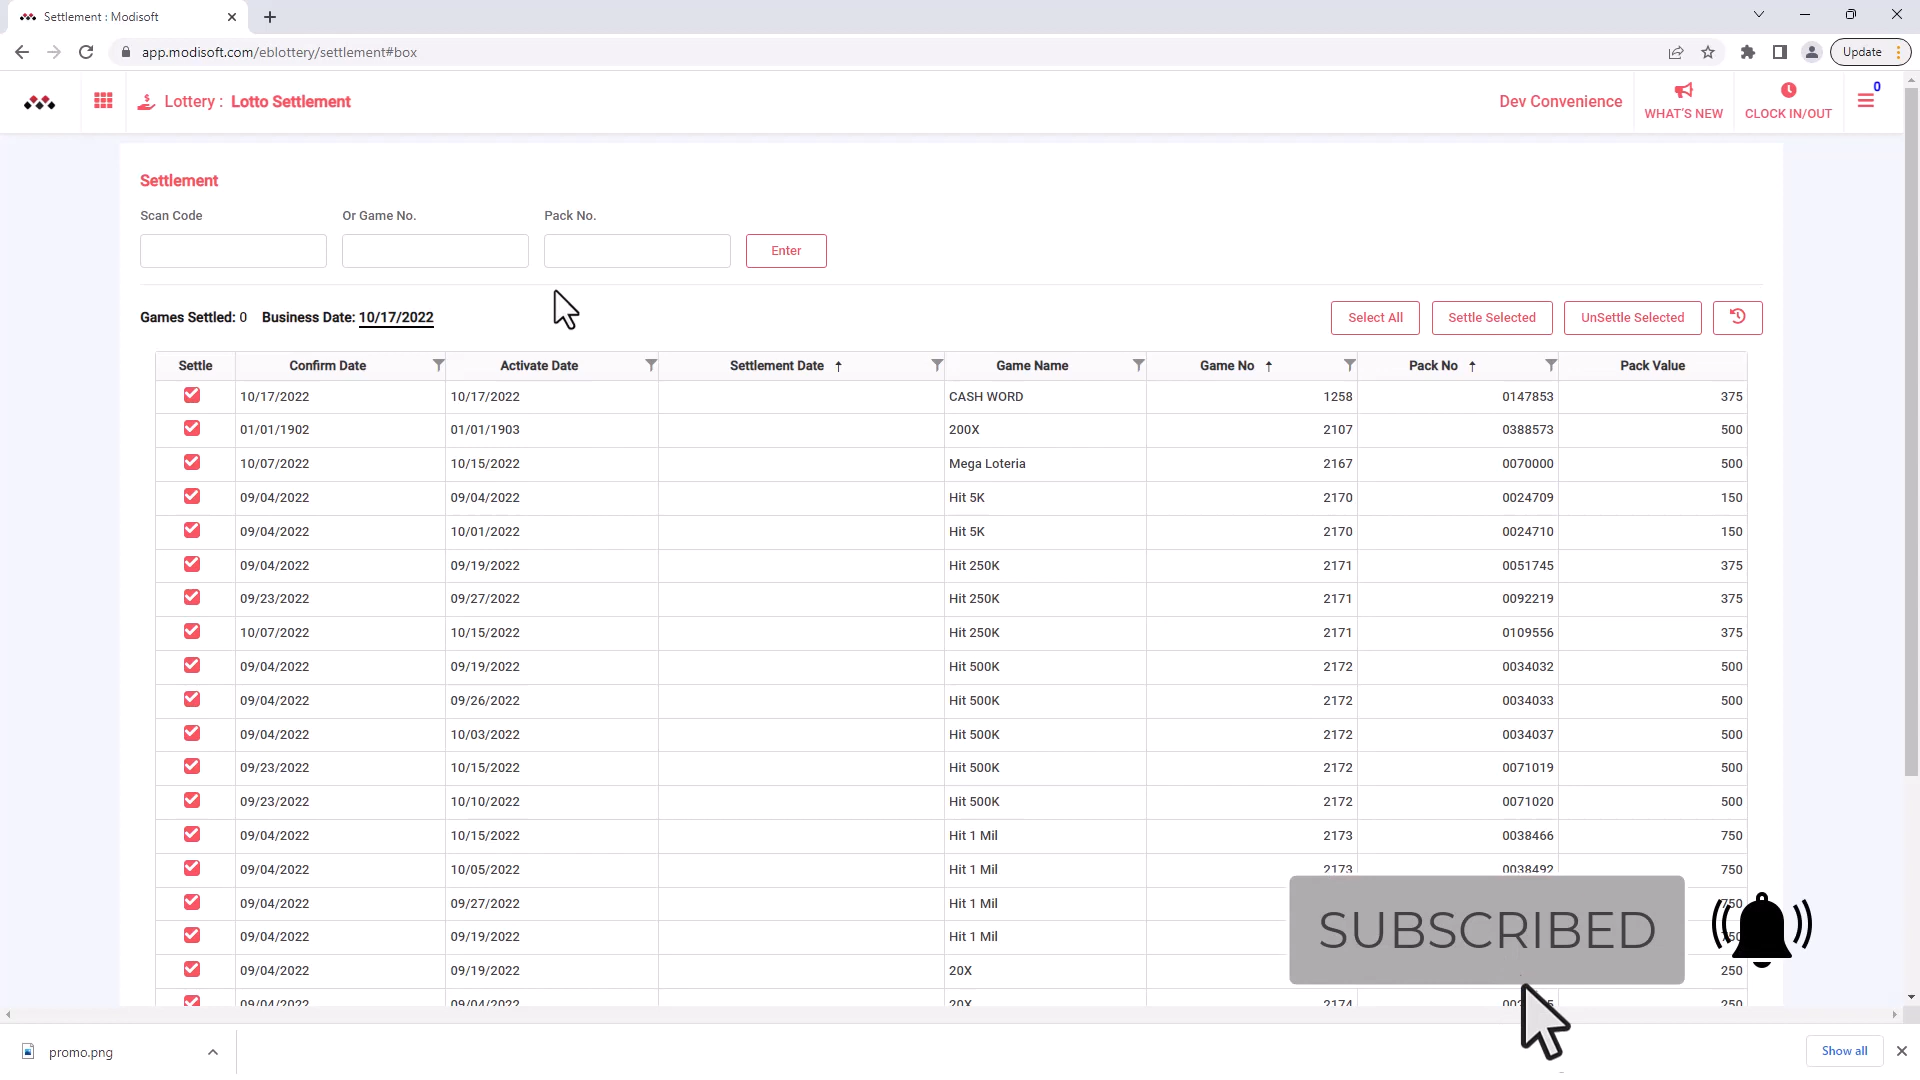 Settlement : Modisoft
app.modisoft.com/eblottery/settlement#box
Update
Lottery : Lotto Settlement
Dev Convenience
WHAT'S NEW
CLOCK IN/OUT
0
Settlement
Scan Code Or Game No. Pack No.
Enter
Games Settled: 0 Business Date: 10/17/2022
Select All Settle Selected UnSettle Selected
Settle Confirm Date Activate Date Settlement Date Game Name Game No Pack No Pack Value
10/17/2022 10/17/2022 CASH WORD 1258 0147853 375
01/01/1902 01/01/1903 200X 2107 0388573 500
10/07/2022 10/15/2022 Mega Loteria 2167 0070000 500
09/04/2022 09/04/2022 Hit 5K 2170 0024709 150
09/04/2022 10/01/2022 Hit 5K 2170 0024710 150
09/04/2022 09/19/2022 Hit 250K 2171 0051745 375
09/23/2022 09/27/2022 Hit 250K 2171 0092219 375
10/07/2022 10/15/2022 Hit 250K 2171 0109556 375
09/04/2022 09/19/2022 Hit 500K 2172 0034032 500
09/04/2022 09/26/2022 Hit 500K 2172 0034033 500
09/04/2022 10/03/2022 Hit 500K 2172 0034037 500
09/23/2022 10/15/2022 Hit 500K 2172 0071019 500
09/23/2022 10/10/2022 Hit 500K 2172 0071020 500
09/04/2022 10/15/2022 Hit 1 Mil 2173 0038466 750
09/04/2022 10/05/2022 Hit 1 Mil 2173 0038492 750
09/04/2022 09/27/2022 Hit 1 Mil
09/04/2022 09/19/2022 Hit 1 Mil
09/04/2022 09/19/2022 20X 250
09/04/2022 09/04/2022 20X 2174 250
SUBSCRIBED
promo.png
Show all